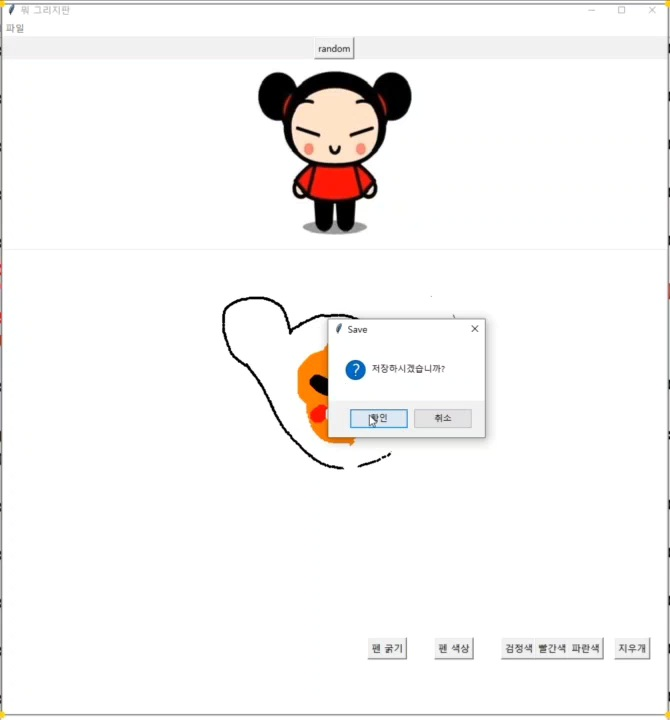 뭐 그리지판
파일
random
Save
저장하시겠습니까?
확인
취소
펜 굵기
펜 색상
검정색 빨간색 파란색
지우개